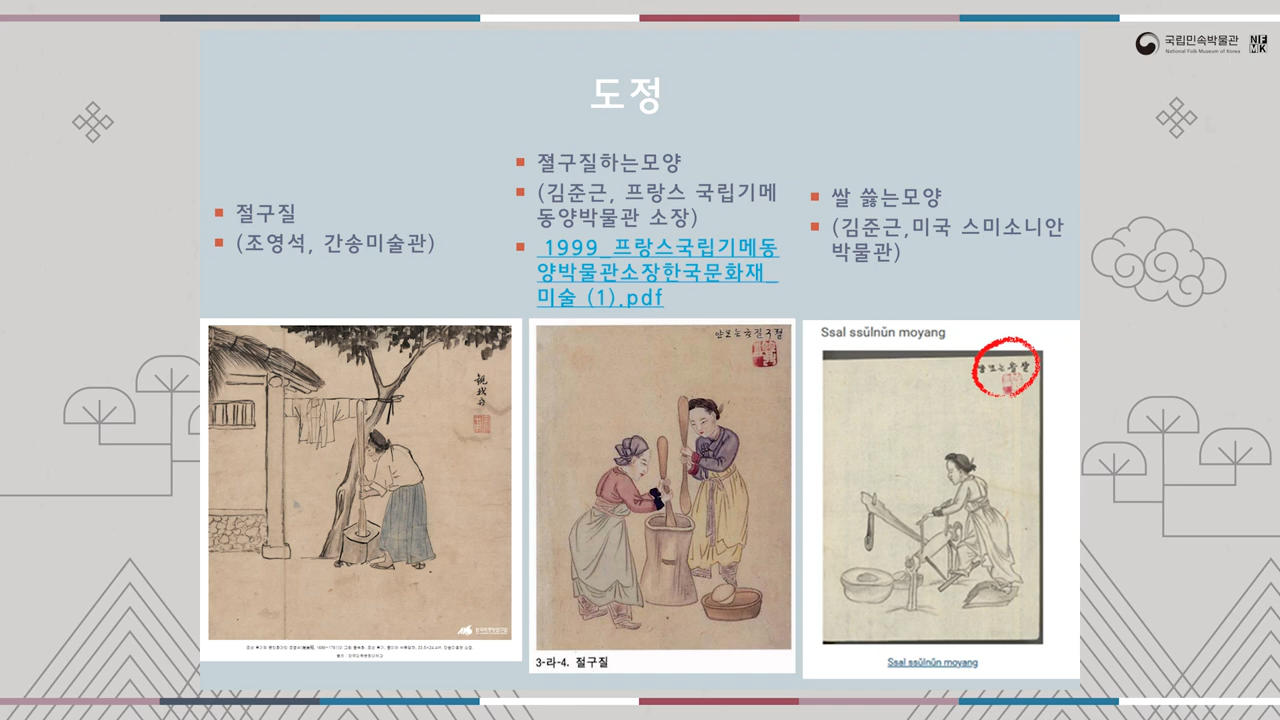 국립민속박물관
National Folk Museum of Korea
NF
MK
도정
절구질
(조영석, 간송미술관)
졀구질하는모양
(김준근, 프랑스 국립기메
동양박물관 소장)
1999_프랑스국립기메동
양박물관소장한국문화재_
미술 (1).pdf
쌀 쓿는모양
(김준근,미국 스미소니안
박물관)
3-라-4. 절구질
Ssal ssŭlnŭn moyang
Ssal ssŭlnŭn moyang